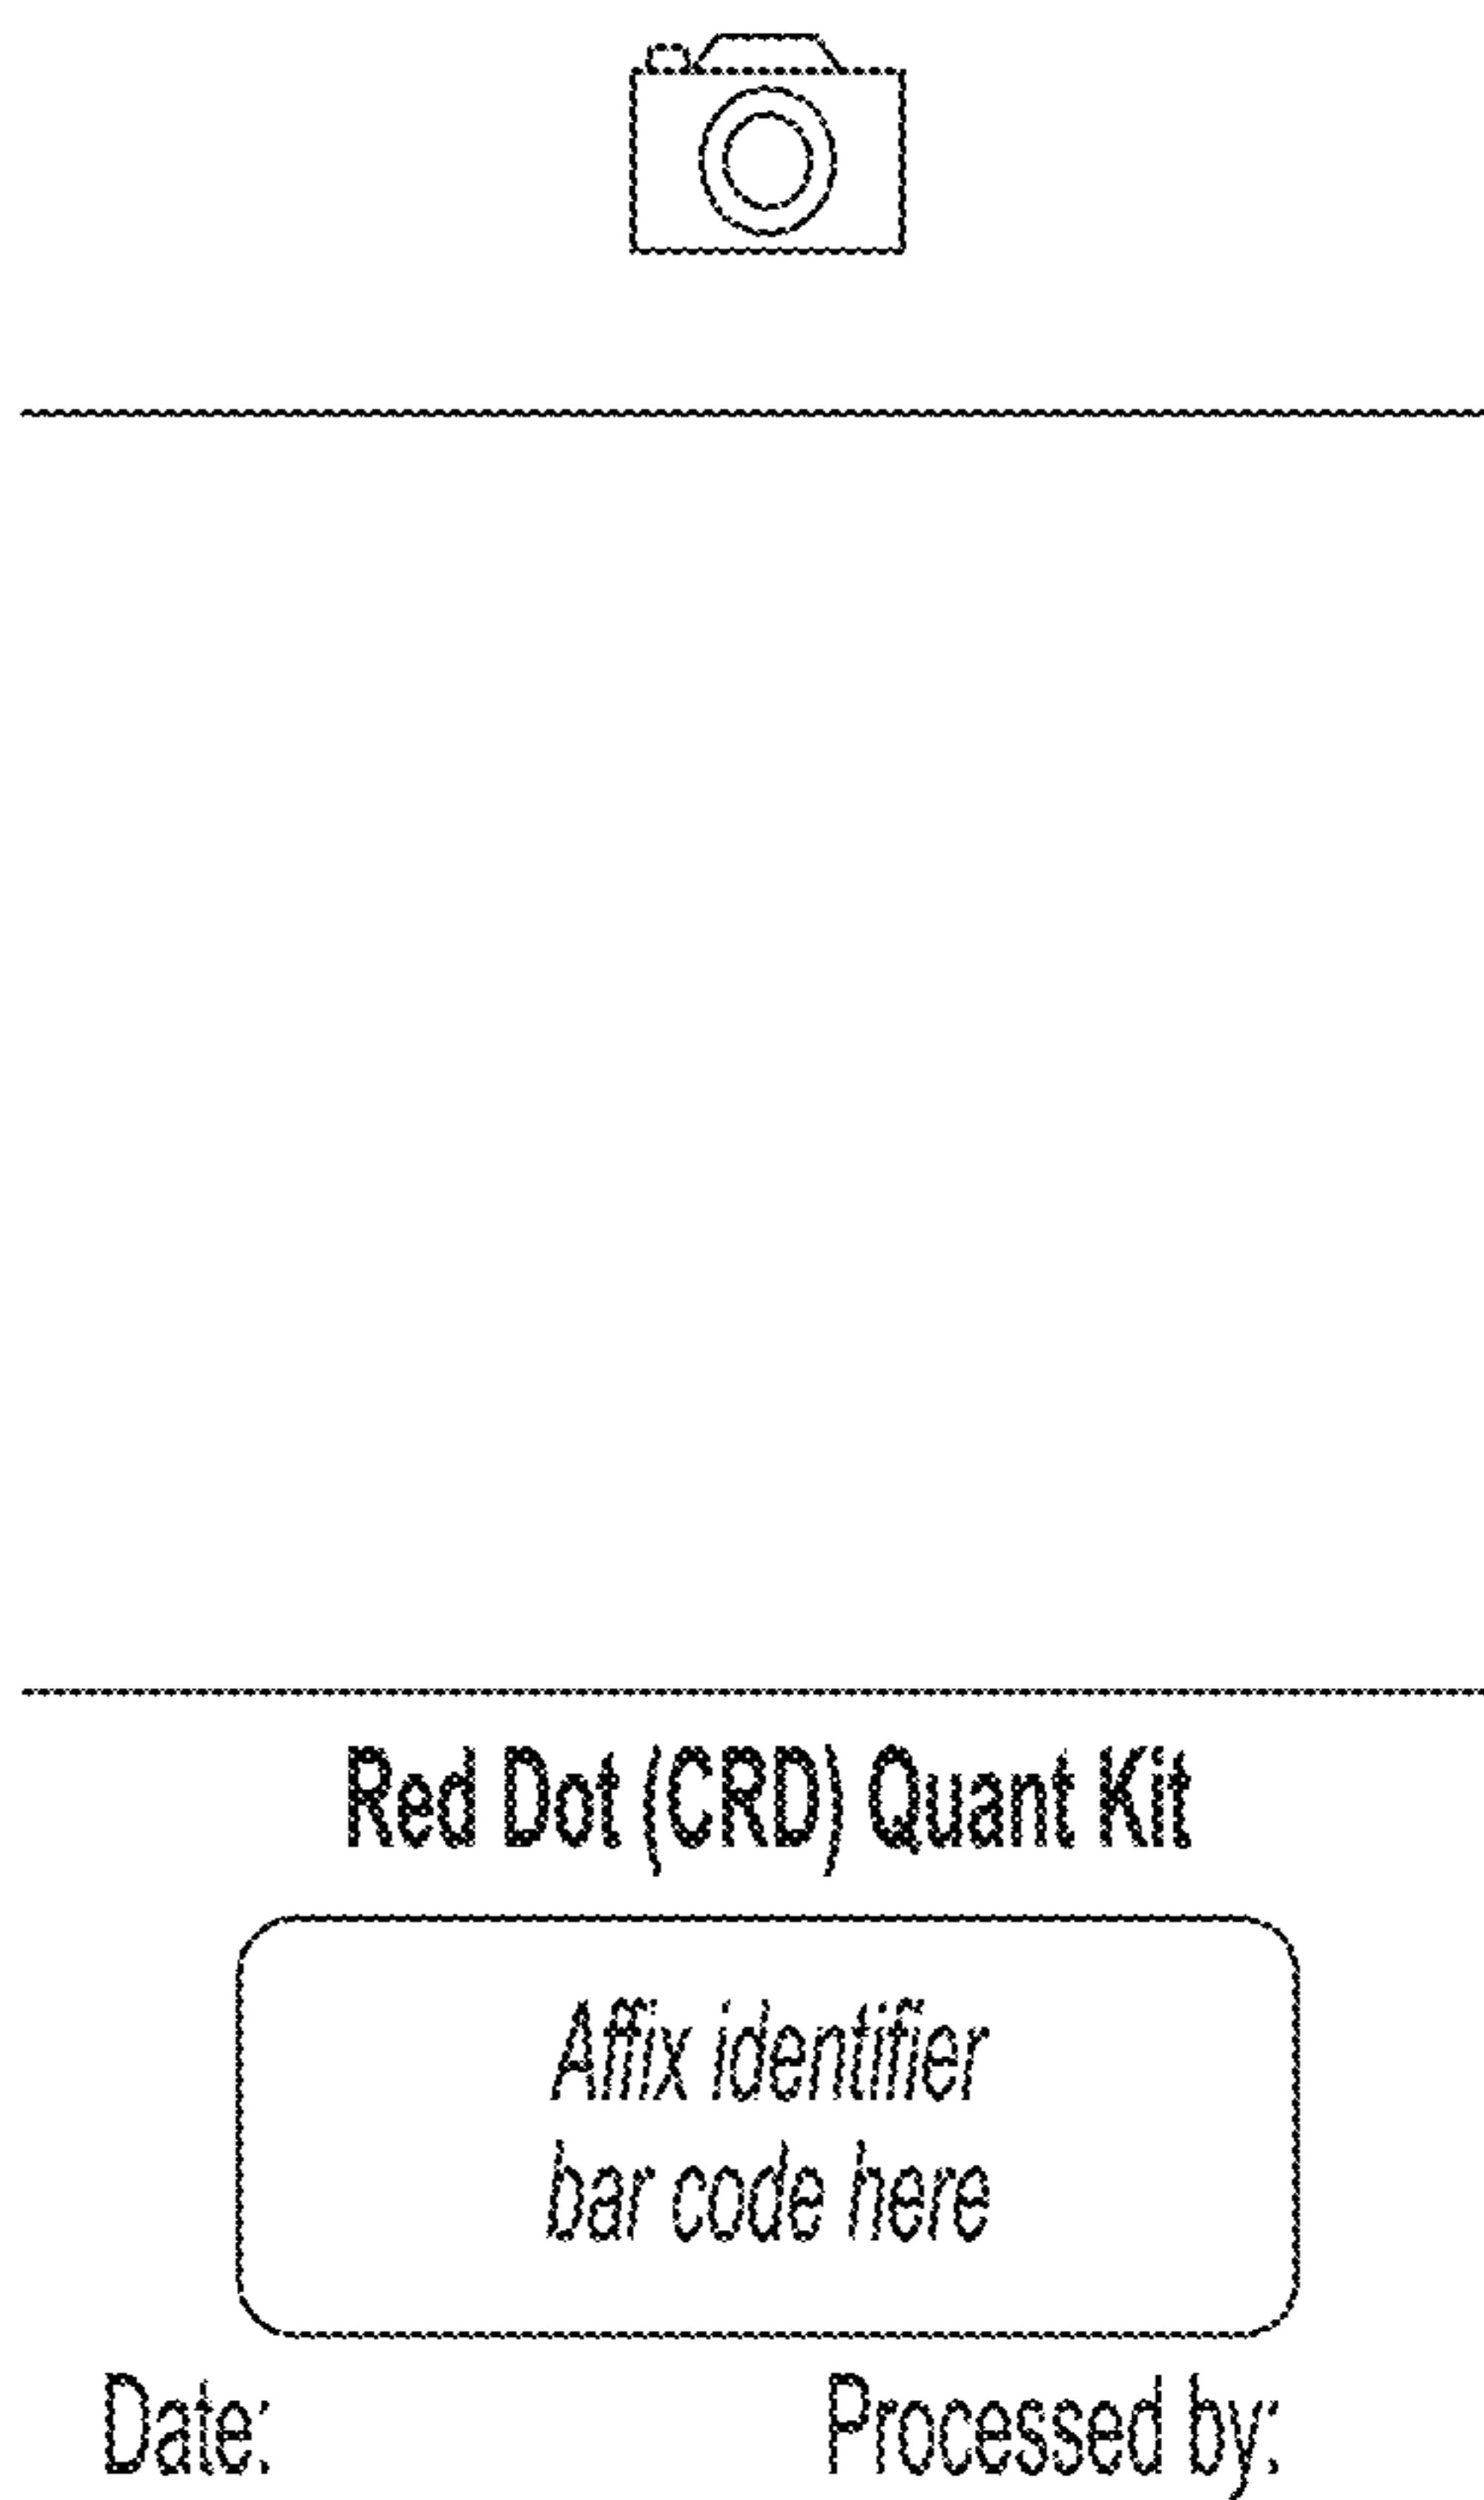 Red Dot (CRD) Quant Kit
Affix identifier
bar code here
Date:
Processed by: